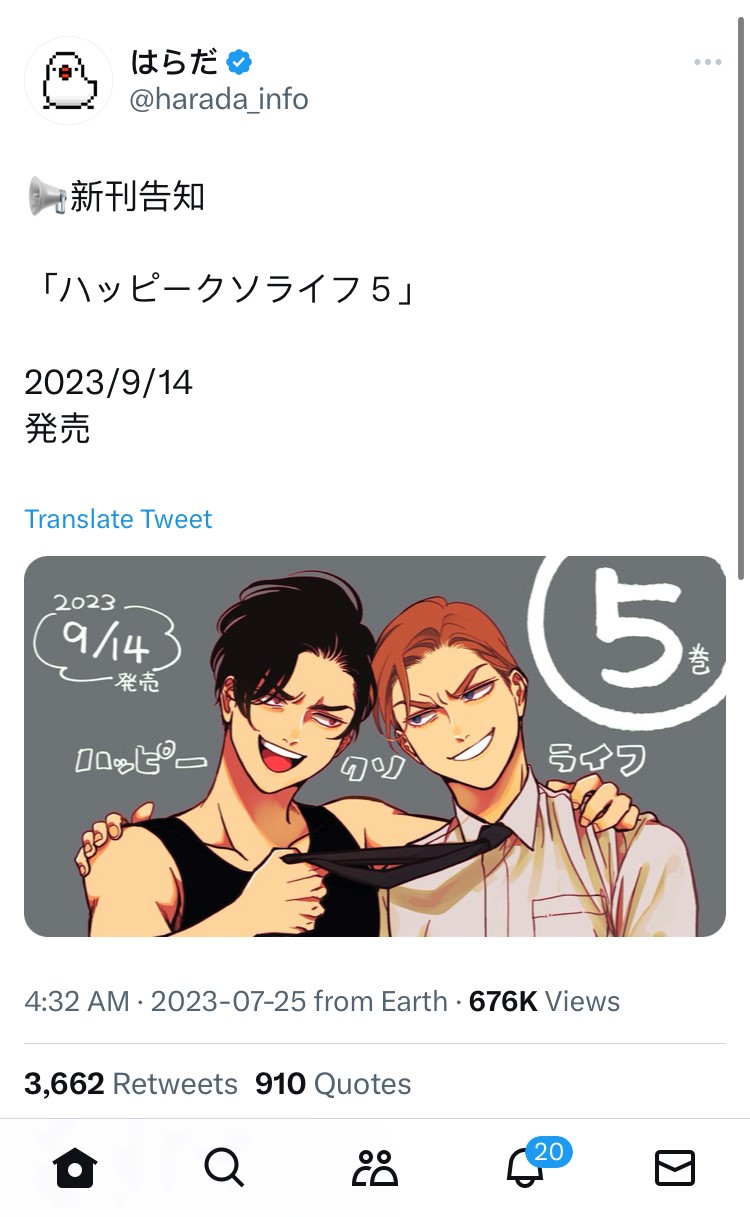 はらだ
@harada_info
新刊告知
「ハッピークソライフ５」
2023/9/14
発売
Translate Tweet
2023
9/14
発売
5巻
ハッピー クソ ライフ
4:32 AM · 2023-07-25 from Earth · 676K Views
3,662 Retweets 910 Quotes
20